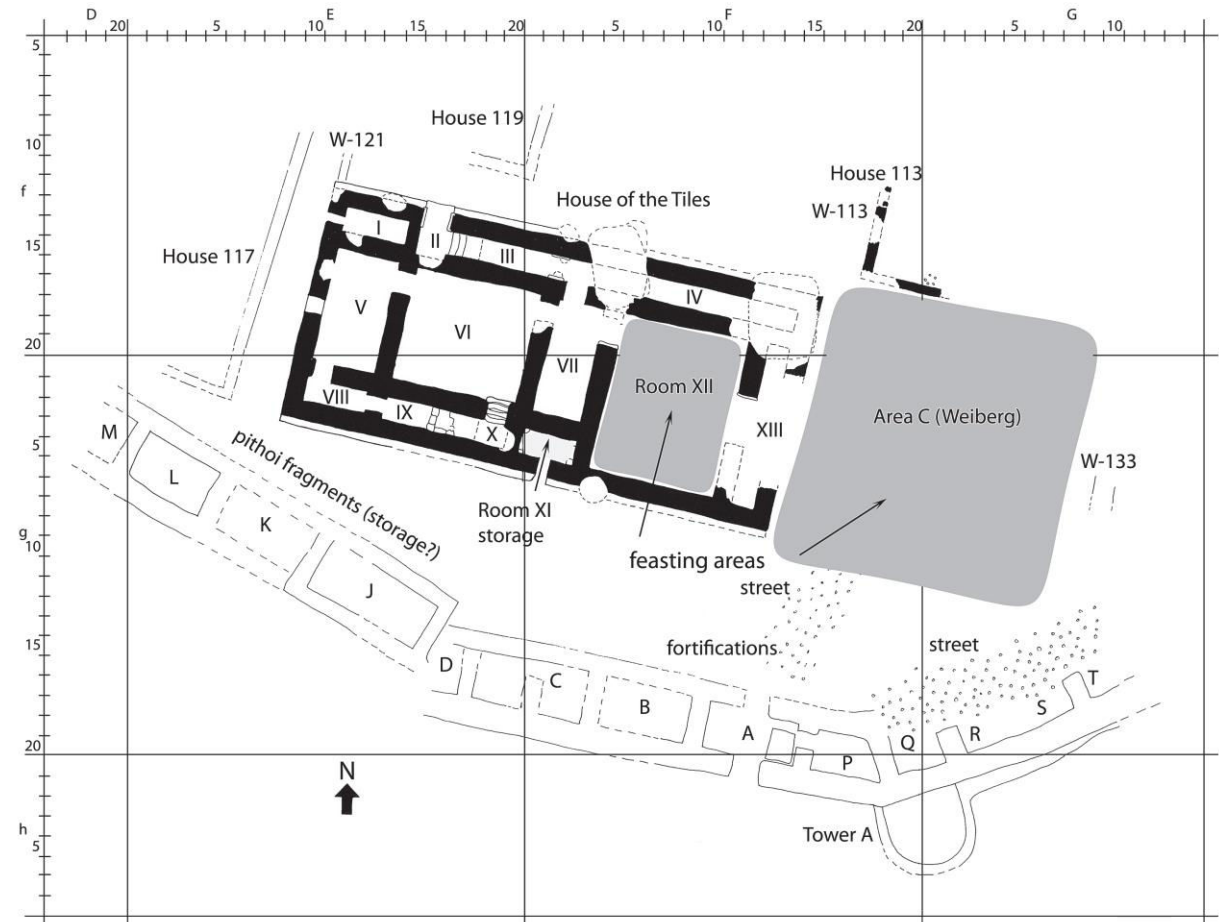 D E F G
20 5 10 15 20 5 10 15 20 5 10
5
10
f
15
20
5
g
10
15
20
h
5
House 119
W-121
House 113
W-113
House of the Tiles
House 117
I
II
III
IV
V
VI
VII
Room XII
Area C (Weiberg)
VIII
IX
X
XIII
M
L
K
J
pithoi fragments (storage?)
Room XI
storage
W-133
feasting areas
street
fortifications
street
D
C
B
A
P
Q
R
S
T
N
Tower A